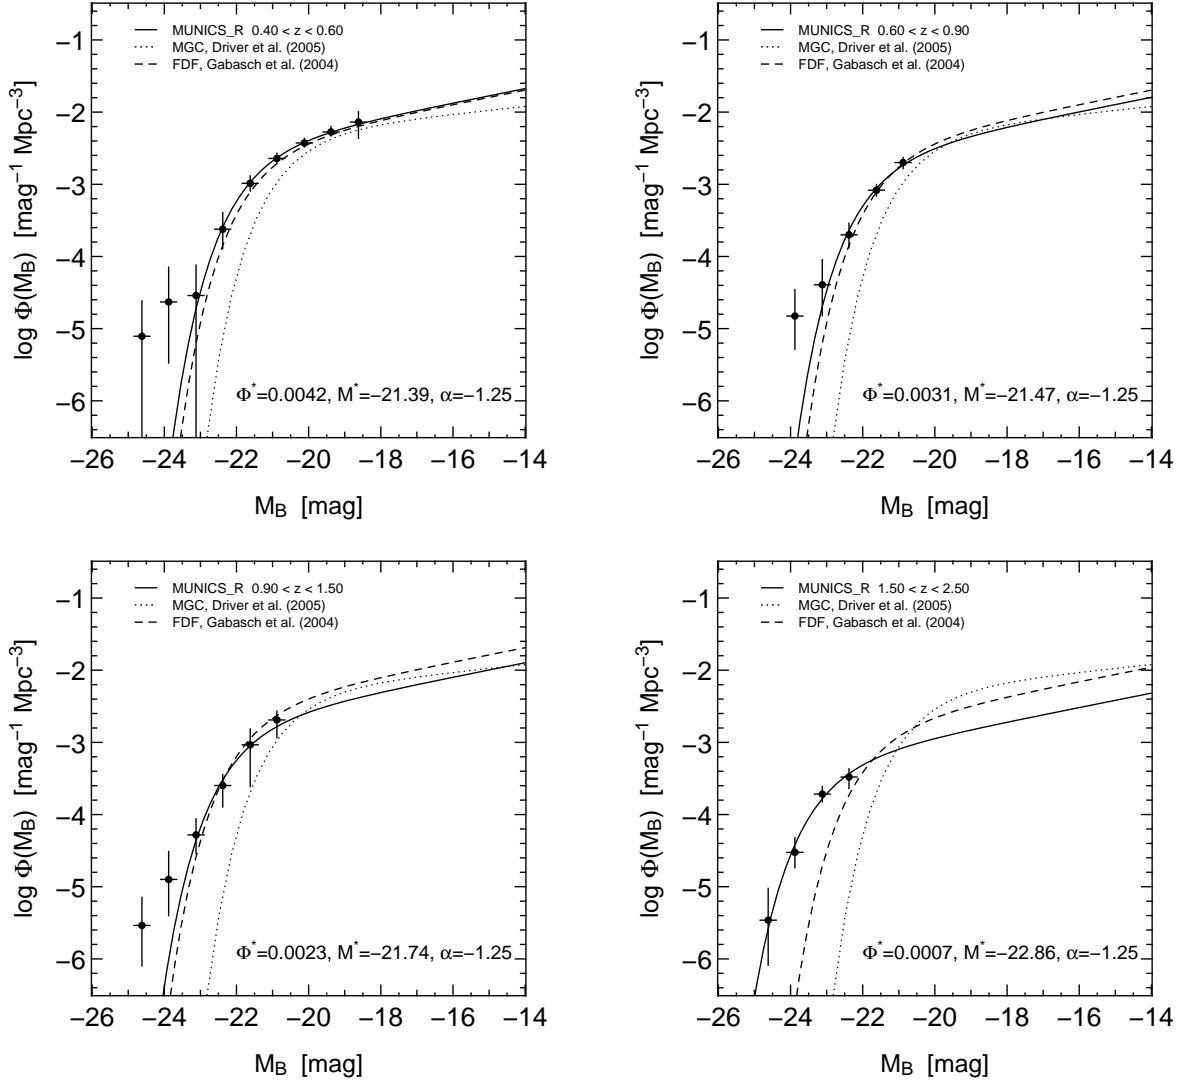 MUNICS_R 0.40 < z < 0.60
MGC, Driver et al. (2005)
FDF, Gabasch et al. (2004)
−1
−2
−3
−4
−5
−6
log Φ(M_B) [mag⁻¹ Mpc⁻³]
Φ*=0.0042, M*=−21.39, α=−1.25
−26 −24 −22 −20 −18 −16 −14
M_B [mag]
MUNICS_R 0.60 < z < 0.90
MGC, Driver et al. (2005)
FDF, Gabasch et al. (2004)
−1
−2
−3
−4
−5
−6
log Φ(M_B) [mag⁻¹ Mpc⁻³]
Φ*=0.0031, M*=−21.47, α=−1.25
−26 −24 −22 −20 −18 −16 −14
M_B [mag]
MUNICS_R 0.90 < z < 1.50
MGC, Driver et al. (2005)
FDF, Gabasch et al. (2004)
−1
−2
−3
−4
−5
−6
log Φ(M_B) [mag⁻¹ Mpc⁻³]
Φ*=0.0023, M*=−21.74, α=−1.25
−26 −24 −22 −20 −18 −16 −14
M_B [mag]
MUNICS_R 1.50 < z < 2.50
MGC, Driver et al. (2005)
FDF, Gabasch et al. (2004)
−1
−2
−3
−4
−5
−6
log Φ(M_B) [mag⁻¹ Mpc⁻³]
Φ*=0.0007, M*=−22.86, α=−1.25
−26 −24 −22 −20 −18 −16 −14
M_B [mag]